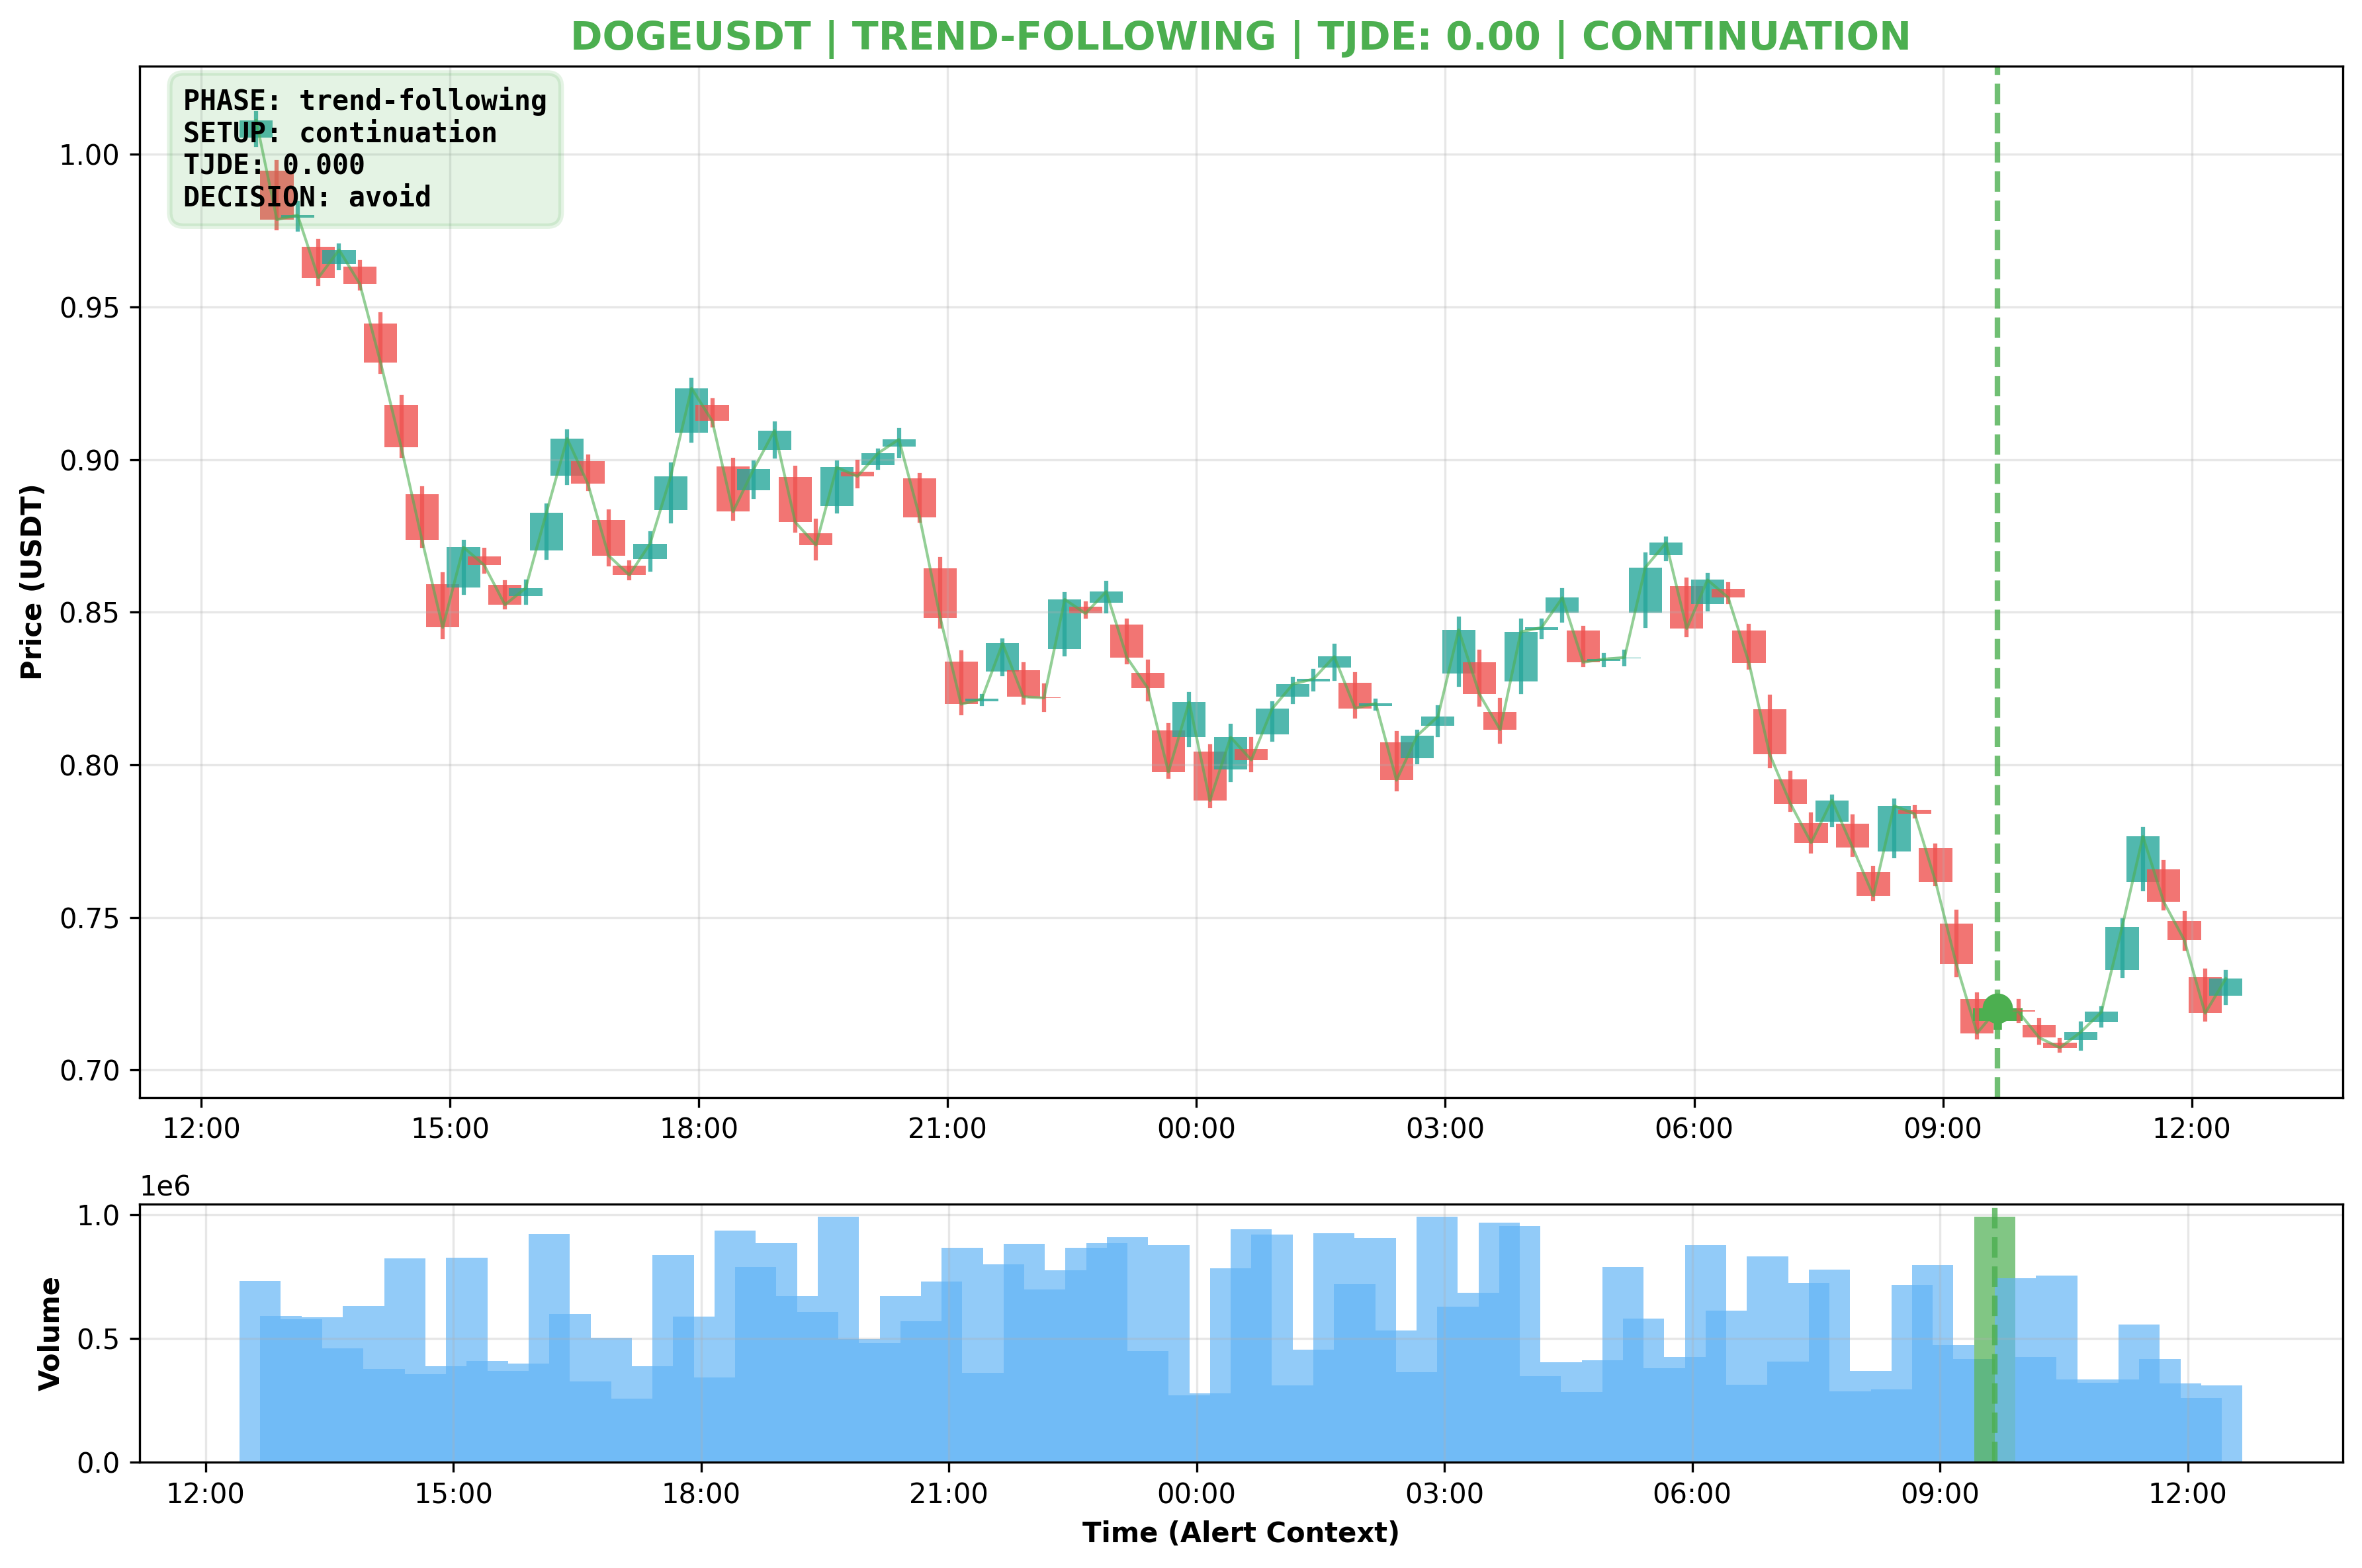 DOGEUSDT | TREND-FOLLOWING | TJDE: 0.00 | CONTINUATION
PHASE: trend-following
SETUP: continuation
TJDE: 0.000
DECISION: avoid
Price (USDT)
1.00
0.95
0.90
0.85
0.80
0.75
0.70
12:00 15:00 18:00 21:00 00:00 03:00 06:00 09:00 12:00
1e6
Volume
1.0
0.5
0.0
12:00 15:00 18:00 21:00 00:00 03:00 06:00 09:00 12:00
Time (Alert Context)